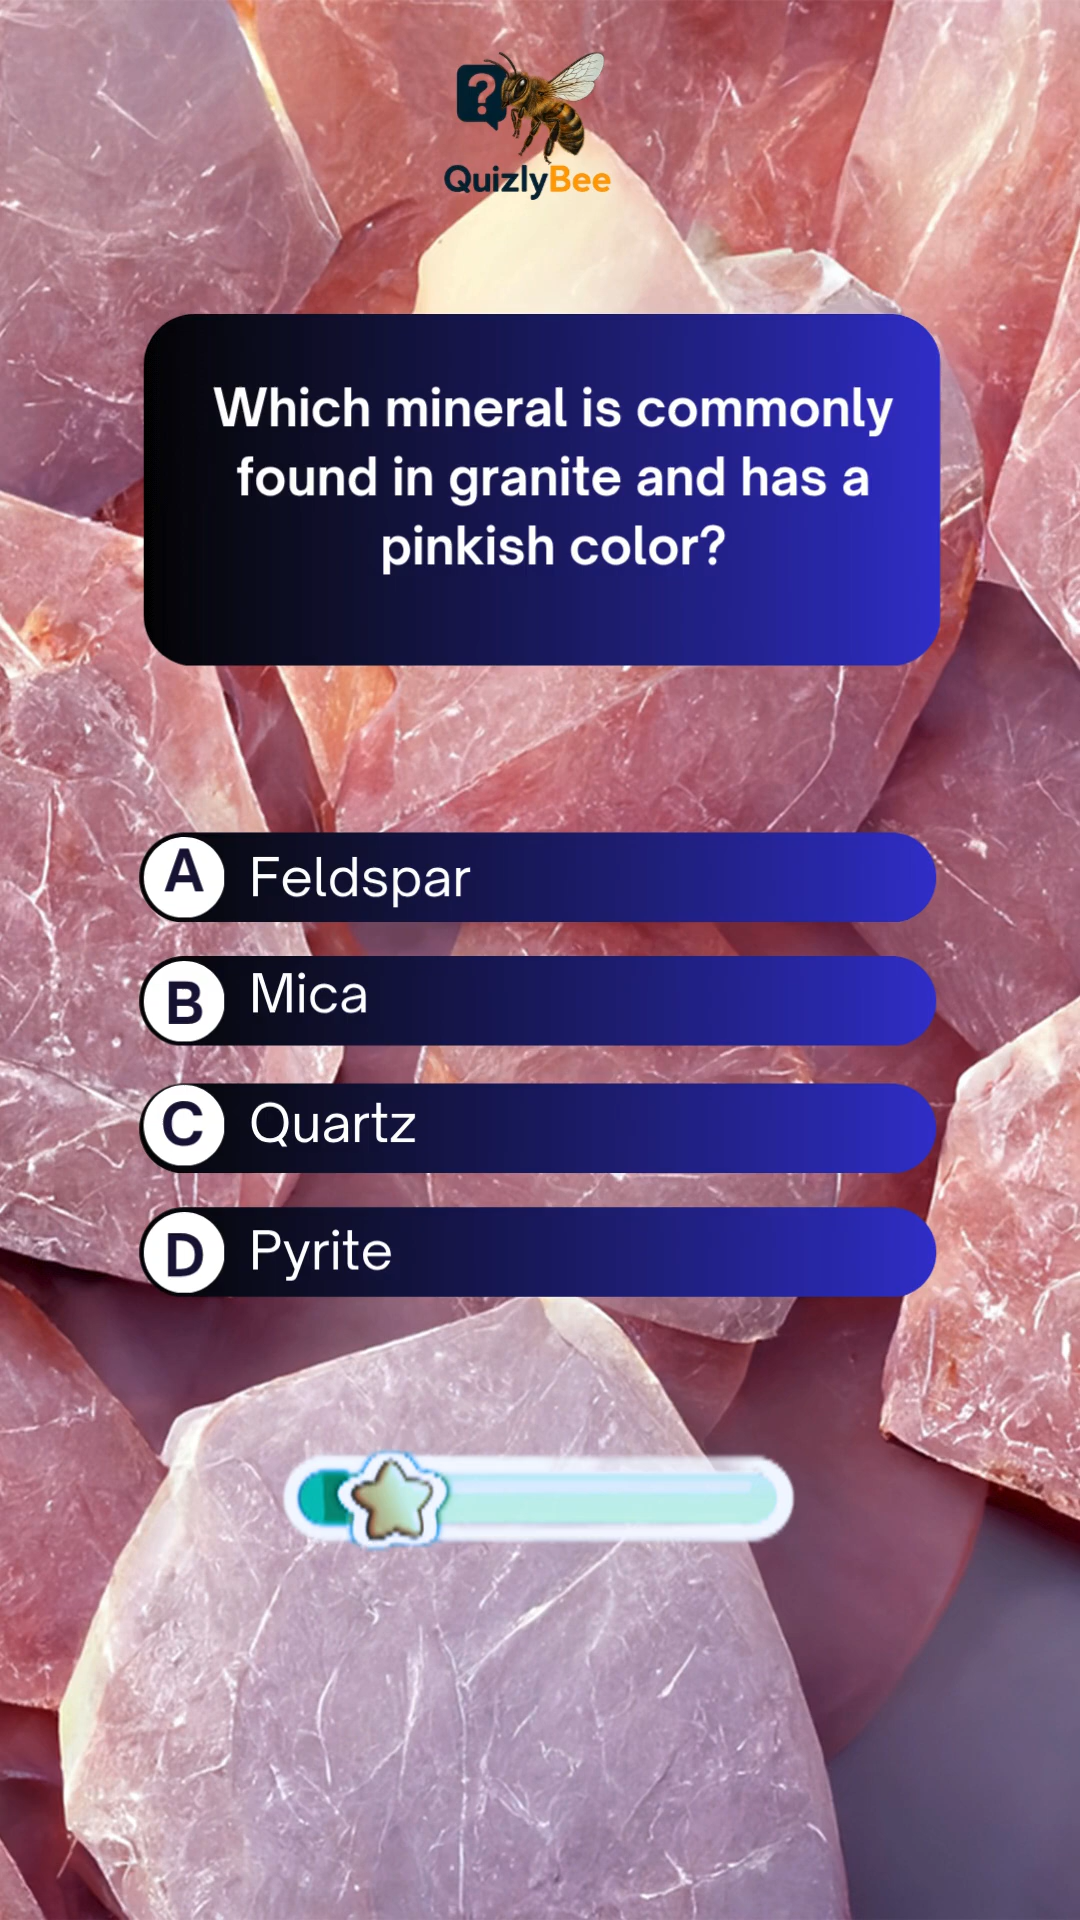 ?
QuizlyBee
Which mineral is commonly
found in granite and has a
pinkish color?
A Feldspar
B Mica
C Quartz
D Pyrite